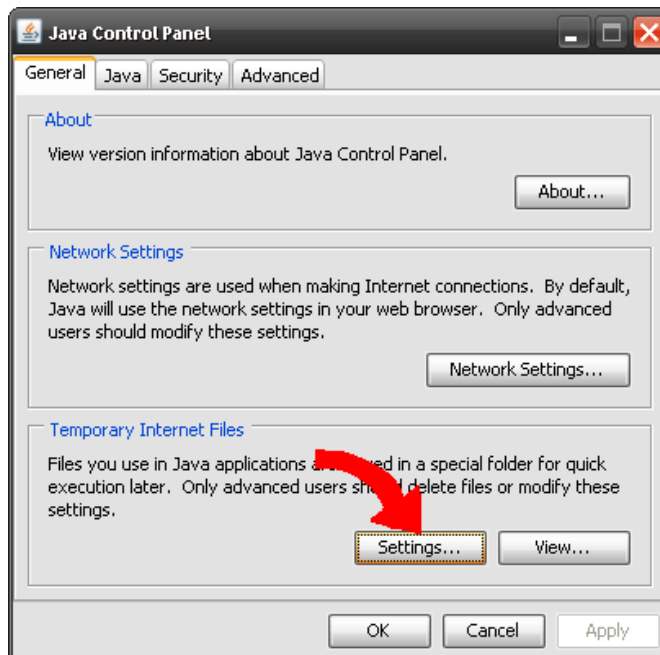 Java Control Panel
General Java Security Advanced
About
View version information about Java Control Panel.
About...
Network Settings
Network settings are used when making Internet connections. By default,
Java will use the network settings in your web browser. Only advanced
users should modify these settings.
Network Settings...
Temporary Internet Files
Files you use in Java applications in a special folder for quick
execution later. Only advanced users delete files or modify these
settings.
Settings... View...
OK Cancel Apply